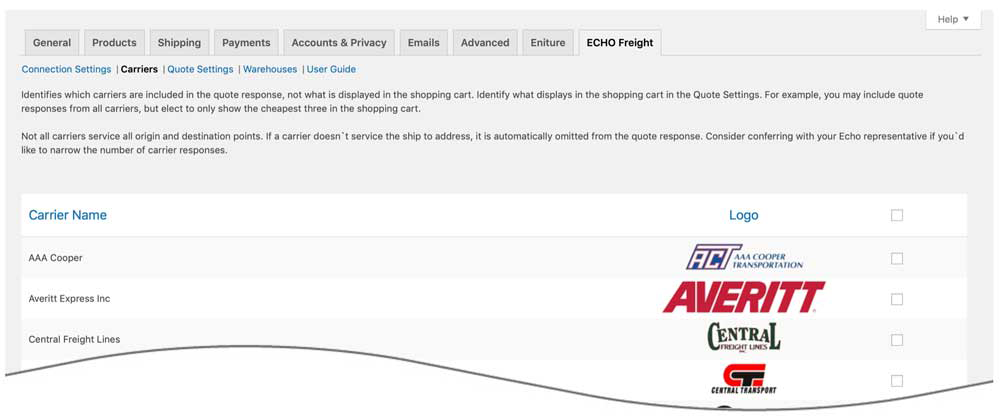 Help ▼
General Products Shipping Payments Accounts & Privacy Emails Advanced Eniture ECHO Freight
Connection Settings | Carriers | Quote Settings | Warehouses | User Guide
Identifies which carriers are included in the quote response, not what is displayed in the shopping cart. Identify what displays in the shopping cart in the Quote Settings. For example, you may include quote
responses from all carriers, but elect to only show the cheapest three in the shopping cart.
Not all carriers service all origin and destination points. If a carrier doesn`t service the ship to address, it is automatically omitted from the quote response. Consider conferring with your Echo representative if you`d
like to narrow the number of carrier responses.
Carrier Name Logo
AAA Cooper
ACT AAA COOPER
TRANSPORTATION
Averitt Express Inc AVERITT
Central Freight Lines
CENTRAL
FREIGHT LINES
INC
CT
CENTRAL TRANSPORT